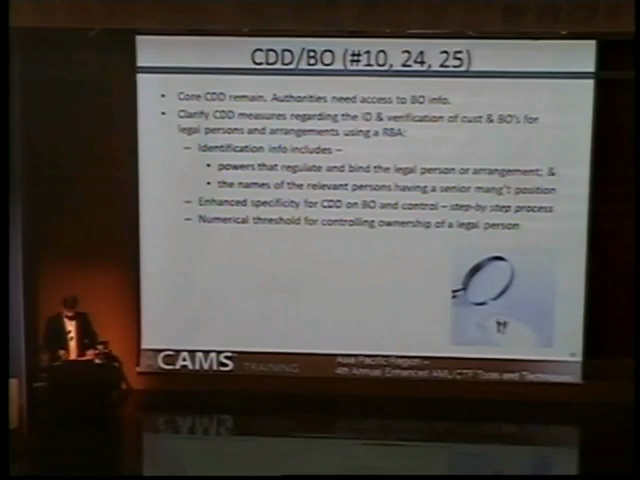 CDD/BO (#10, 24, 25)
• Core CDD remain. Authorities need access to BO info.
• Clarify CDD measures regarding the ID & verification of cust & BO's for
legal persons and arrangements using a RBA:
– Identification info includes –
• powers that regulate and bind the legal person or arrangement; &
• the names of the relevant persons having a senior mang't position
– Enhanced specificity for CDD on BO and control – step-by step process
– Numerical threshold for controlling ownership of a legal person
ACAMS TRAINING
Asia Pacific Region –
4th Annual Enhanced AML/CTF Tools and